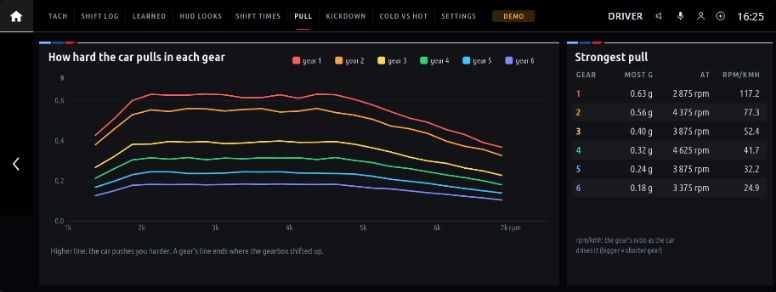 TACH SHIFT LOG LEARNED HUD LOOKS SHIFT TIMES PULL KICKDOWN COLD VS HOT SETTINGS DEMO DRIVER 16:25
How hard the car pulls in each gear
gear 1 gear 2 gear 3 gear 4 gear 5 gear 6
g
0.6
0.4
0.2
0.0
1k 2k 3k 4k 5k 6k 7k rpm
Higher line: the car pushes you harder. A gear's line ends where the gearbox shifted up.
Strongest pull
GEAR MOST G AT RPM/KMH
1 0.63 g 2 875 rpm 117.2
2 0.56 g 4 375 rpm 77.3
3 0.40 g 3 875 rpm 52.4
4 0.32 g 4 625 rpm 41.7
5 0.24 g 3 875 rpm 32.2
6 0.18 g 3 375 rpm 24.9
rpm/kmh: the gear's ratio as the car
drives it (bigger = shorter gear)